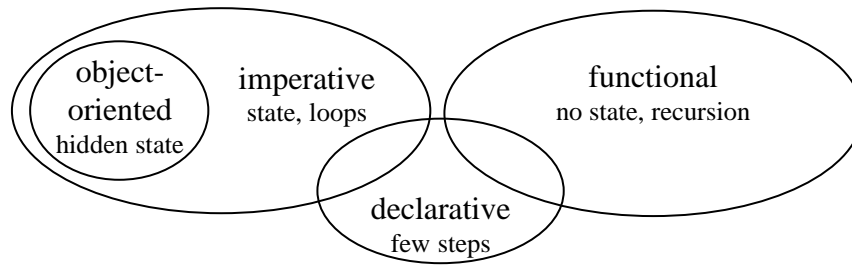 object-
oriented
hidden state
imperative
state, loops
functional
no state, recursion
declarative
few steps